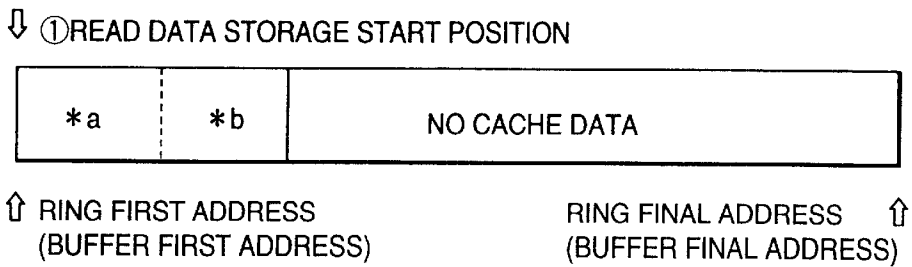 ⇩ ①READ DATA STORAGE START POSITION
*a *b NO CACHE DATA
⇧ RING FIRST ADDRESS RING FINAL ADDRESS ⇧
(BUFFER FIRST ADDRESS) (BUFFER FINAL ADDRESS)